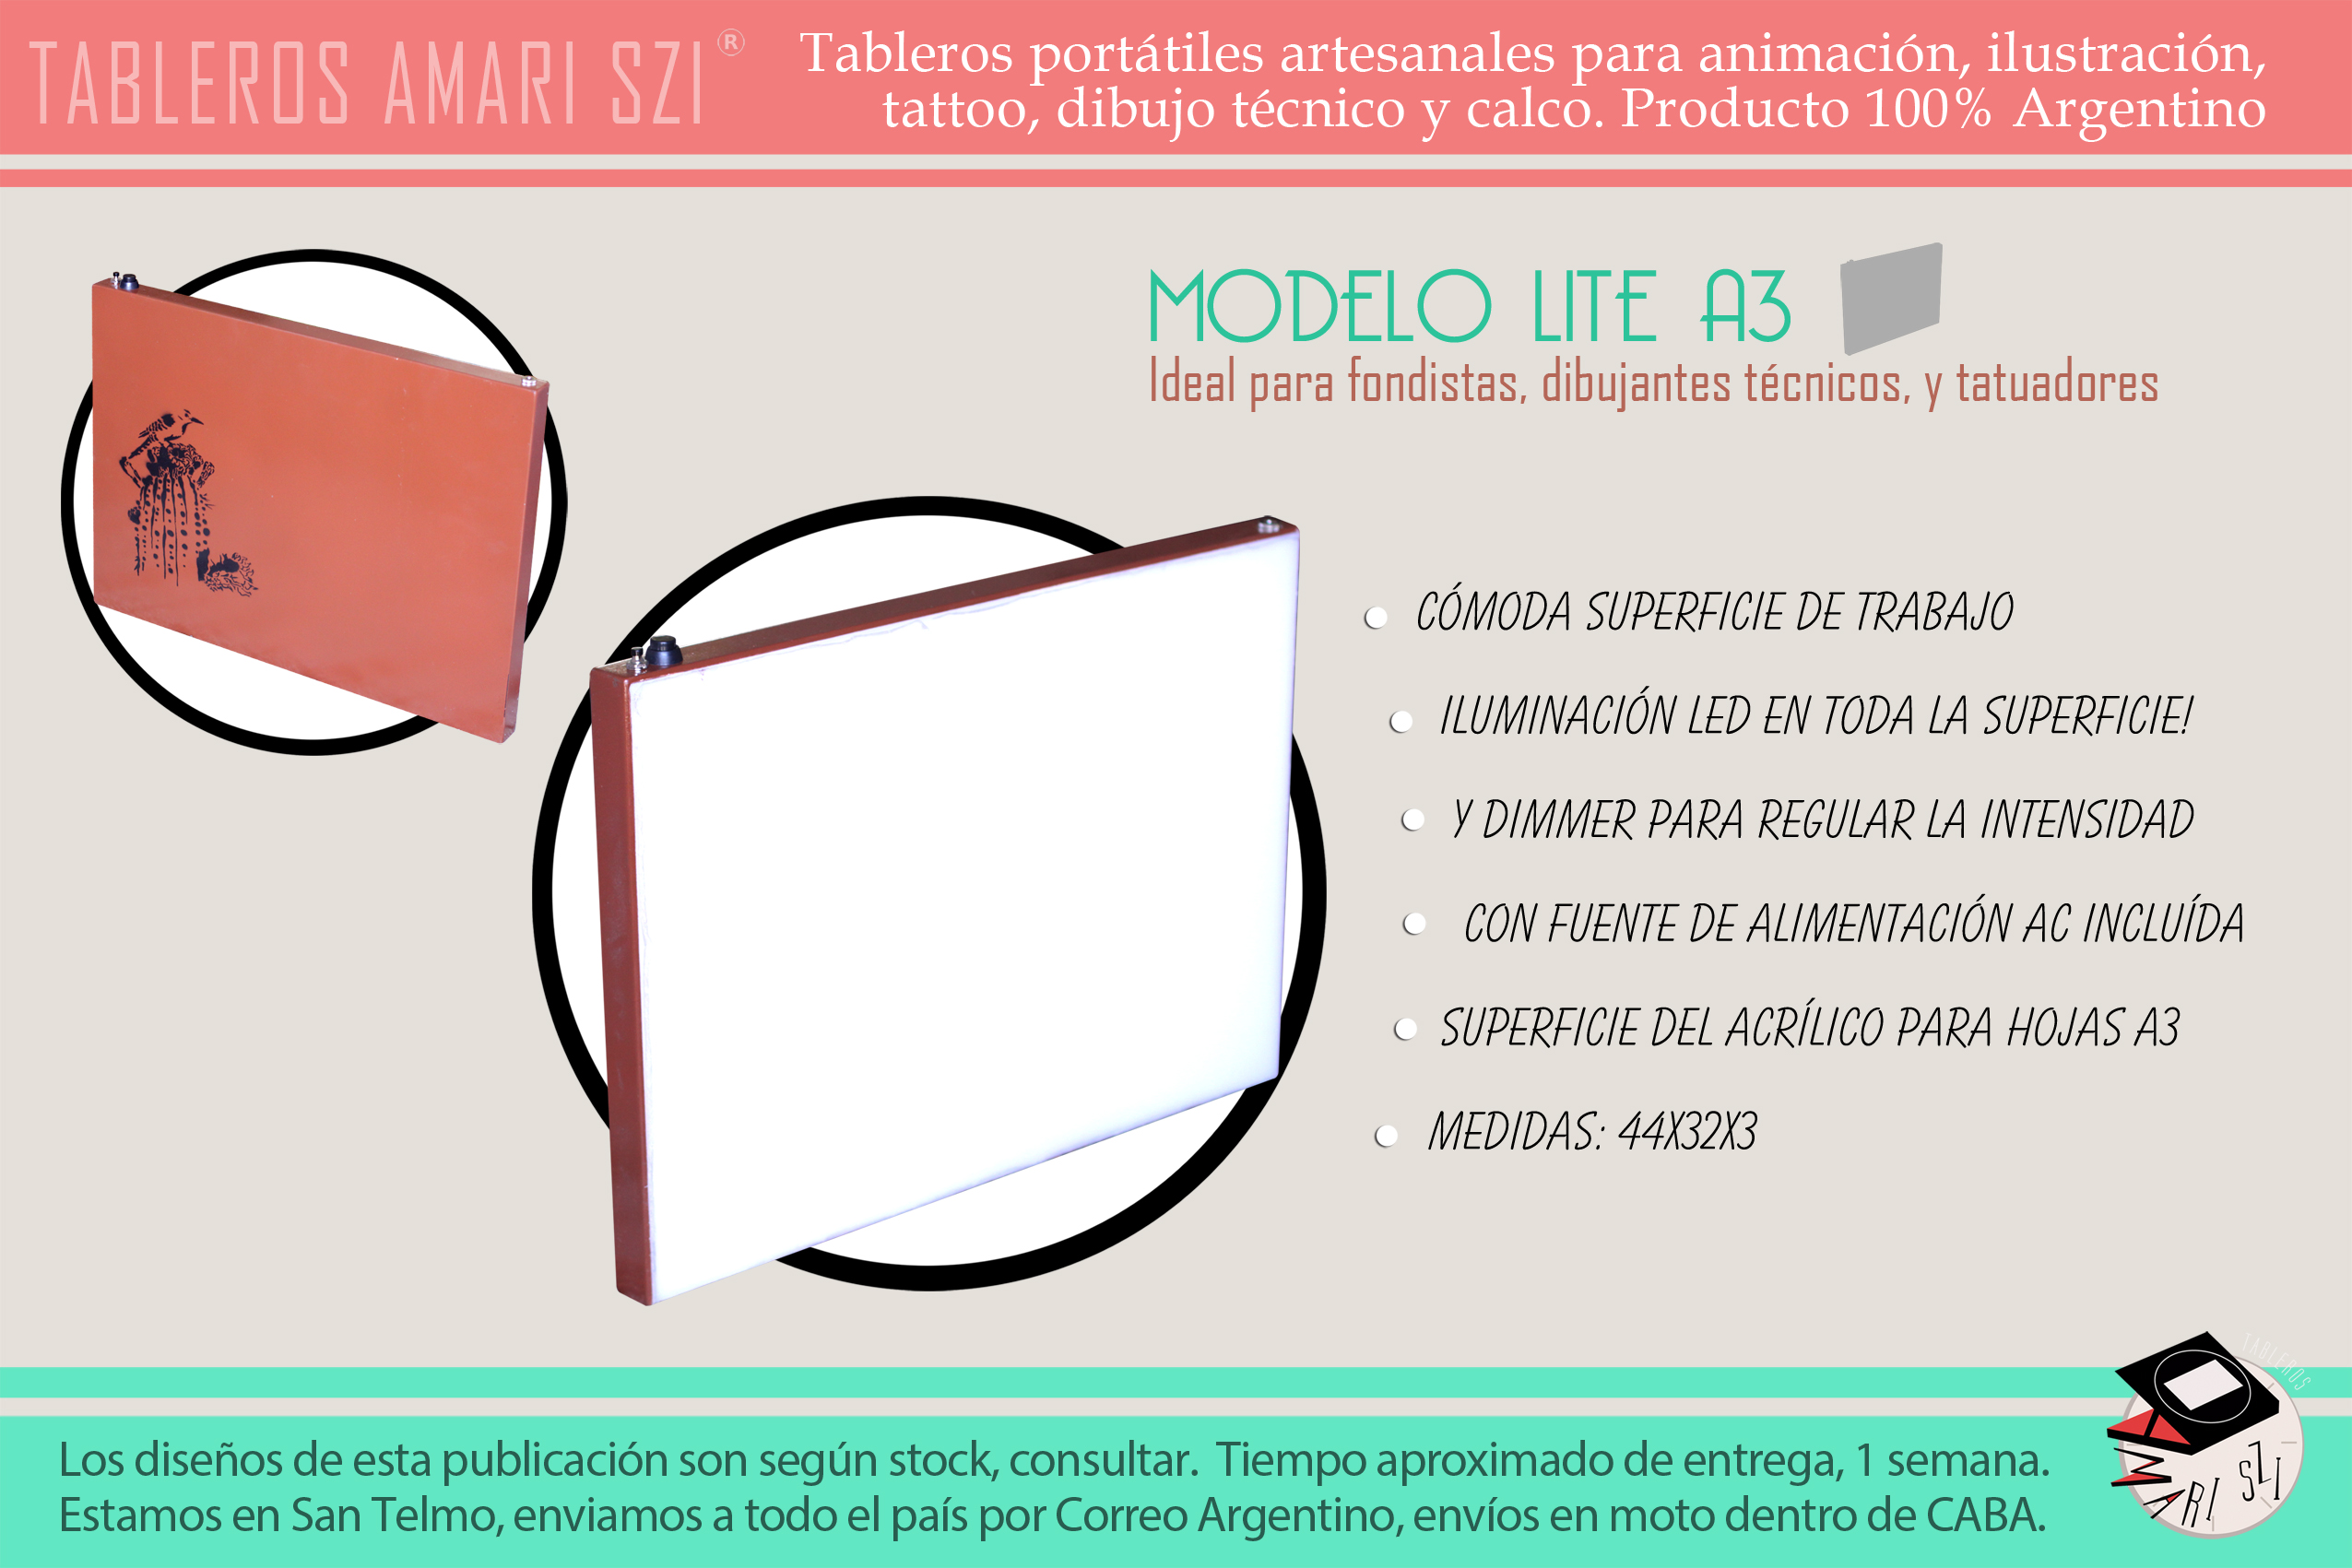 TABLEROS AMARI SZI®
Tableros portátiles artesanales para animación, ilustración,
tattoo, dibujo técnico y calco. Producto 100% Argentino
MODELO LITE A3
Ideal para fondistas, dibujantes técnicos, y tatuadores
CÓMODA SUPERFICIE DE TRABAJO
ILUMINACIÓN LED EN TODA LA SUPERFICIE!
Y DIMMER PARA REGULAR LA INTENSIDAD
CON FUENTE DE ALIMENTACIÓN AC INCLUÍDA
SUPERFICIE DEL ACRÍLICO PARA HOJAS A3
MEDIDAS: 44X32X3
TABLEROS
AMARI SZI
Los diseños de esta publicación son según stock, consultar. Tiempo aproximado de entrega, 1 semana.
Estamos en San Telmo, enviamos a todo el país por Correo Argentino, envíos en moto dentro de CABA.